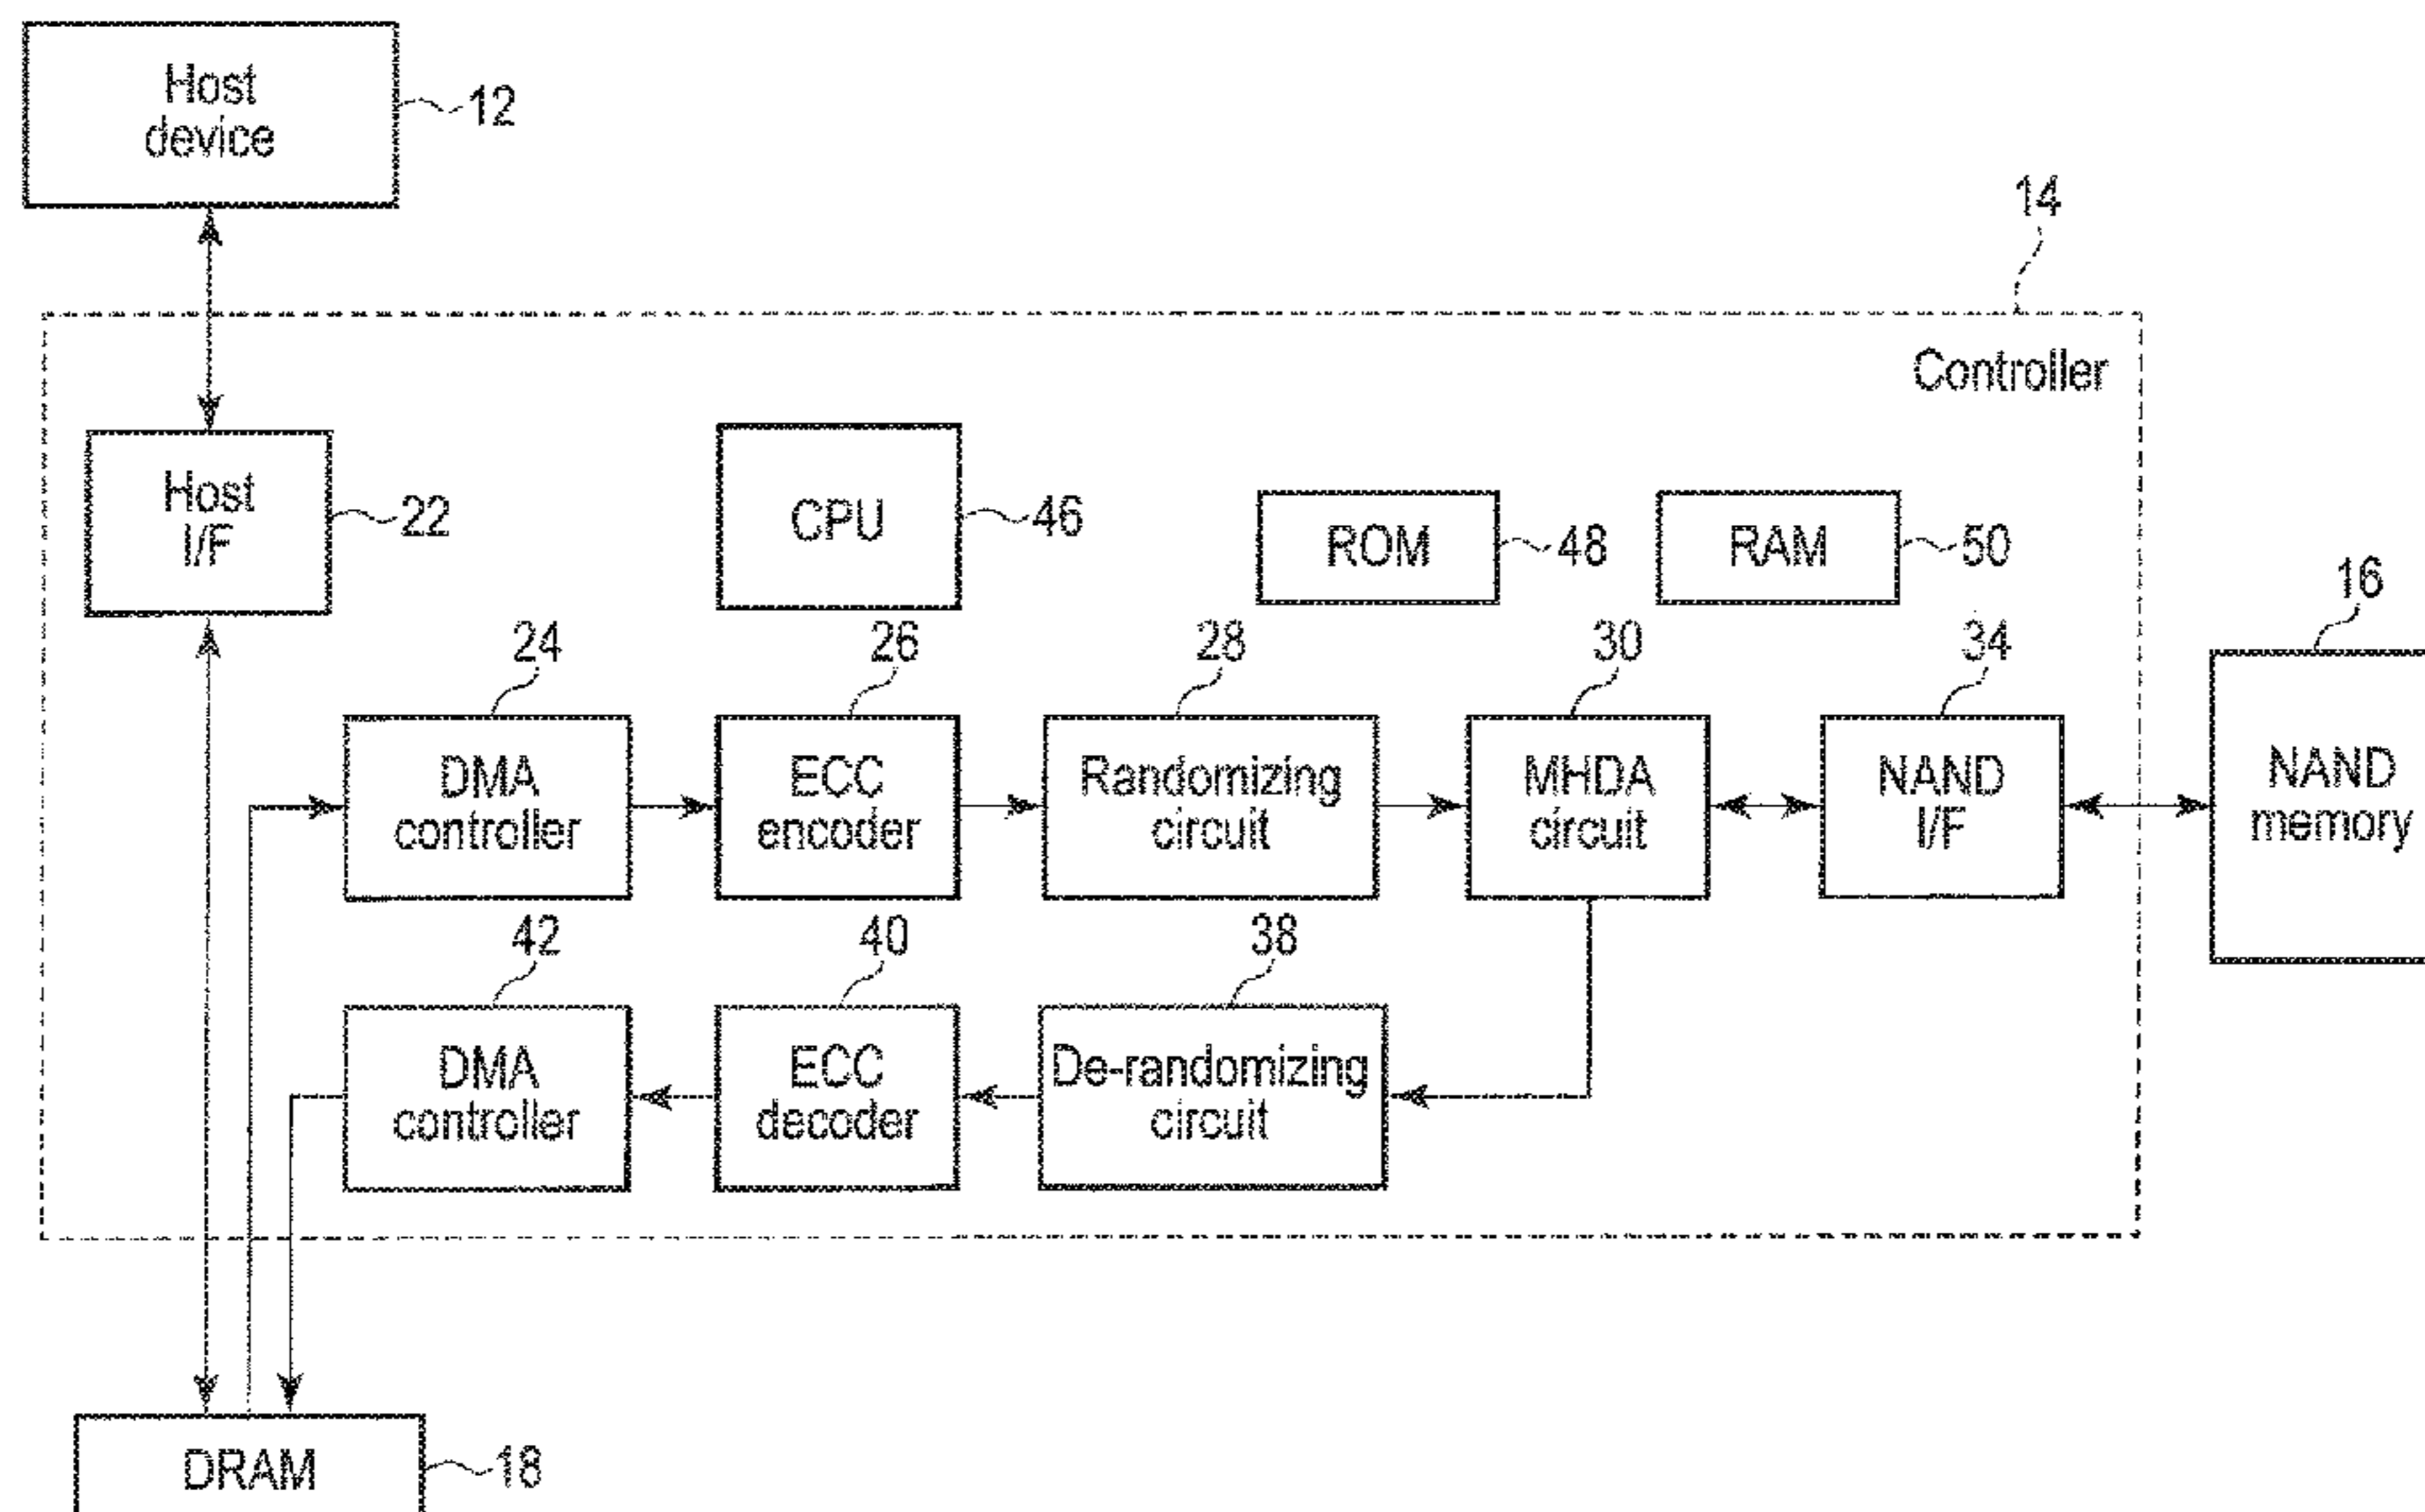 Host
device
12
14
Controller
Host
I/F
22
CPU
46
ROM
48
RAM
50
16
24
26
28
30
34
DMA
controller
ECC
encoder
Randomizing
circuit
MHDA
circuit
NAND
I/F
NAND
memory
42
40
38
DMA
controller
ECC
decoder
De-randomizing
circuit
DRAM
18